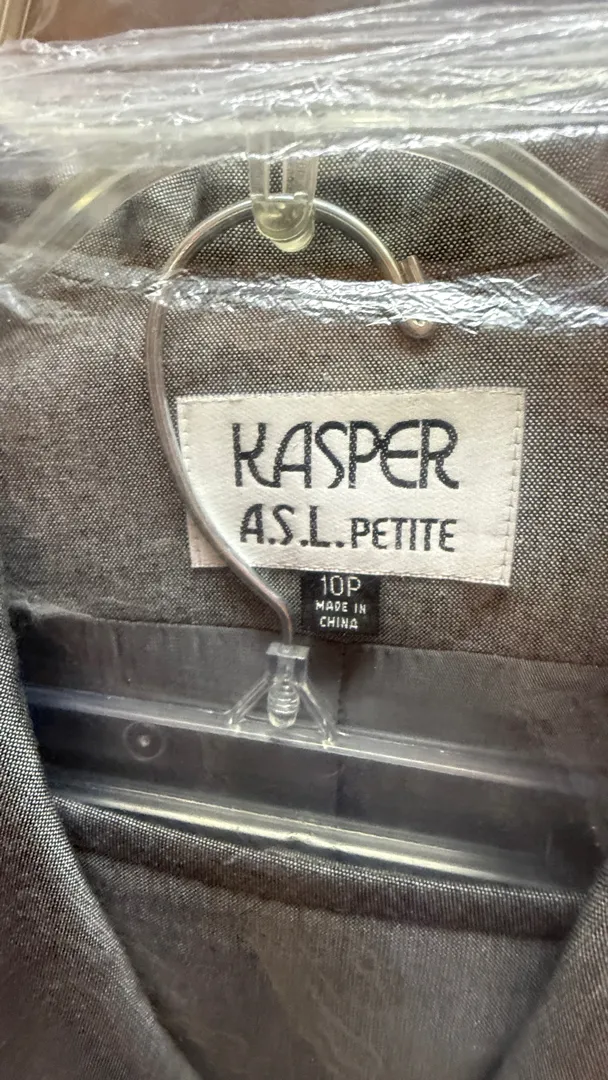 KASPER
A.S.L. PETITE
10P
MADE IN
CHINA